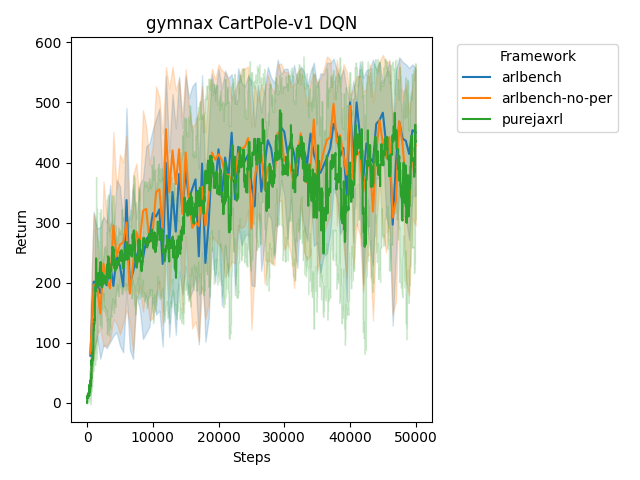 gymnax CartPole-v1 DQN
600
500
400
300
200
100
0
Return
0 10000 20000 30000 40000 50000
Steps
Framework
arlbench
arlbench-no-per
purejaxrl